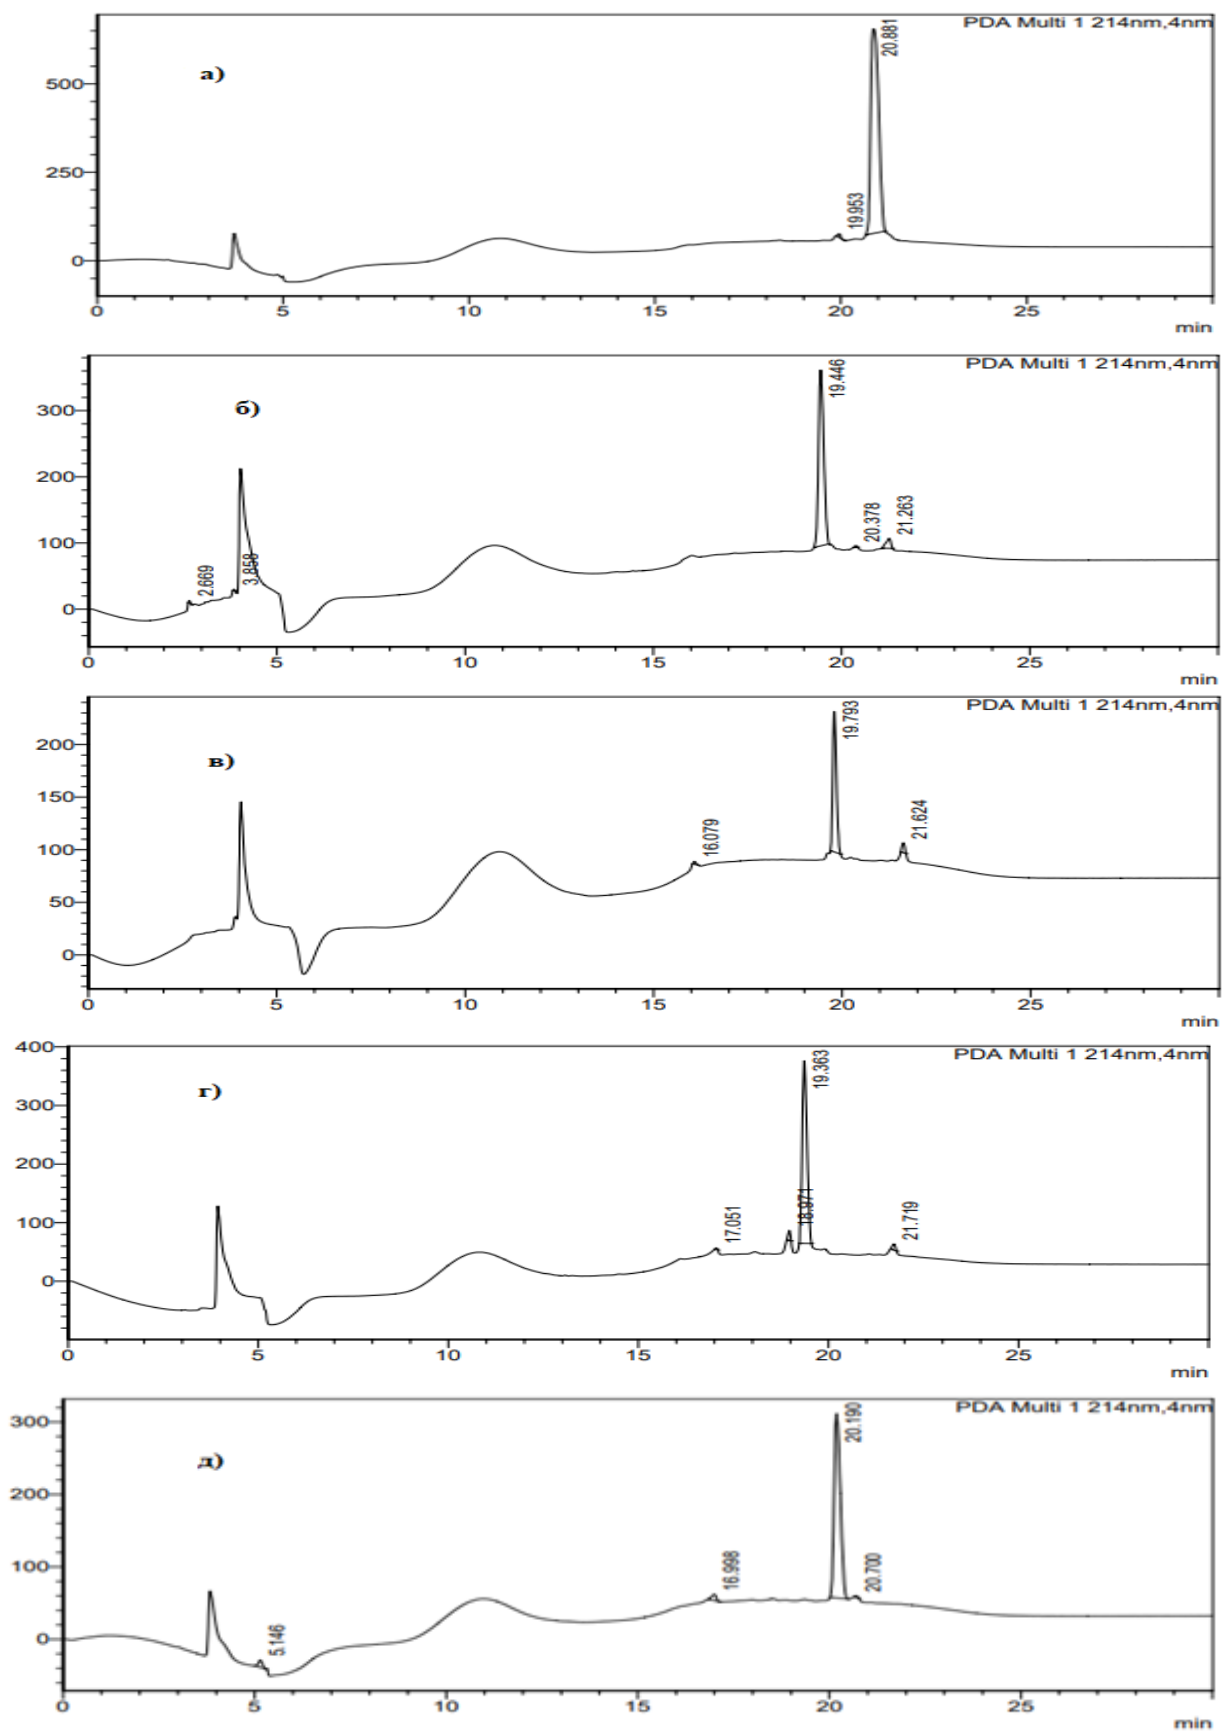 PDA Multi 1 214nm,4nm
20.881
а)
500
19.953
250
0
0 5 10 15 20 25
min
PDA Multi 1 214nm,4nm
19.446
б)
300
200
20.378
21.263
100
2.669
3.858
0
0 5 10 15 20 25
min
PDA Multi 1 214nm,4nm
19.793
в)
200
150
16.079
21.624
100
50
0
0 5 10 15 20 25
min
400
PDA Multi 1 214nm,4nm
19.363
г)
300
200
17.051
18.971
21.719
100
0
0 5 10 15 20 25
min
PDA Multi 1 214nm,4nm
20.190
300
д)
200
16.998
20.700
100
5.146
0
0 5 10 15 20 25
min